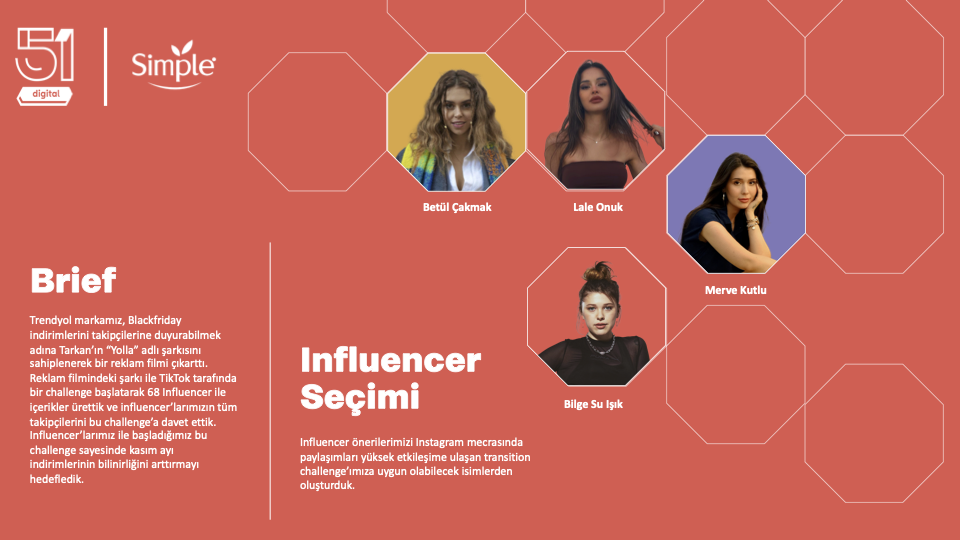 51
digital
Simple®
Betül Çakmak
Lale Onuk
Merve Kutlu
Bilge Su Işık
Brief
Trendyol markamız, Blackfriday
indirimlerini takipçilerine duyurabilmek
adına Tarkan’ın “Yolla” adlı şarkısını
sahiplenerek bir reklam filmi çıkarttı.
Reklam filmindeki şarkı ile TikTok tarafında
bir challenge başlatarak 68 Influencer ile
içerikler ürettik ve influencer’larımızın tüm
takipçilerini bu challenge’a davet ettik.
Influencer’larımız ile başladığımız bu
challenge sayesinde kasım ayı
indirimlerinin bilinirliğini arttırmayı
hedefledik.
Influencer
Seçimi
Influencer önerilerimizi Instagram mecrasında
paylaşımları yüksek etkileşime ulaşan transition
challenge’ımıza uygun olabilecek isimlerden
oluşturduk.